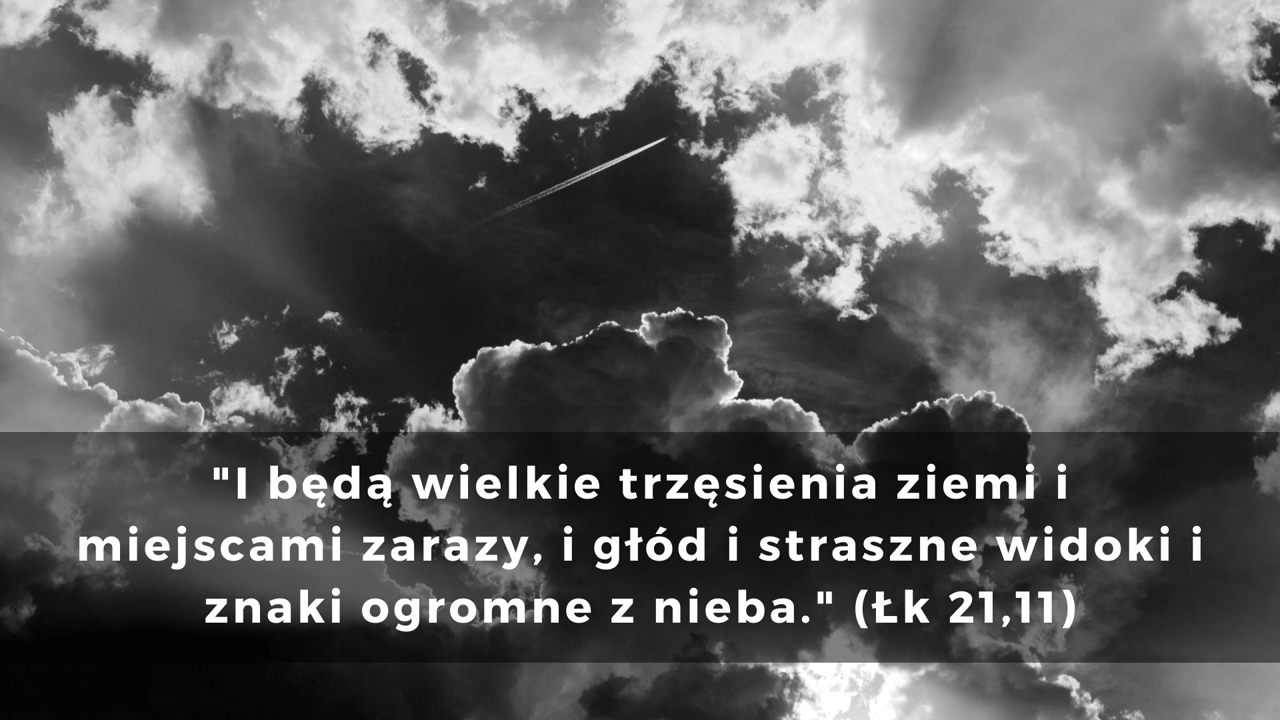 "I będą wielkie trzęsienia ziemi i
miejscami zarazy, i głód i straszne widoki i
znaki ogromne z nieba." (Łk 21,11)